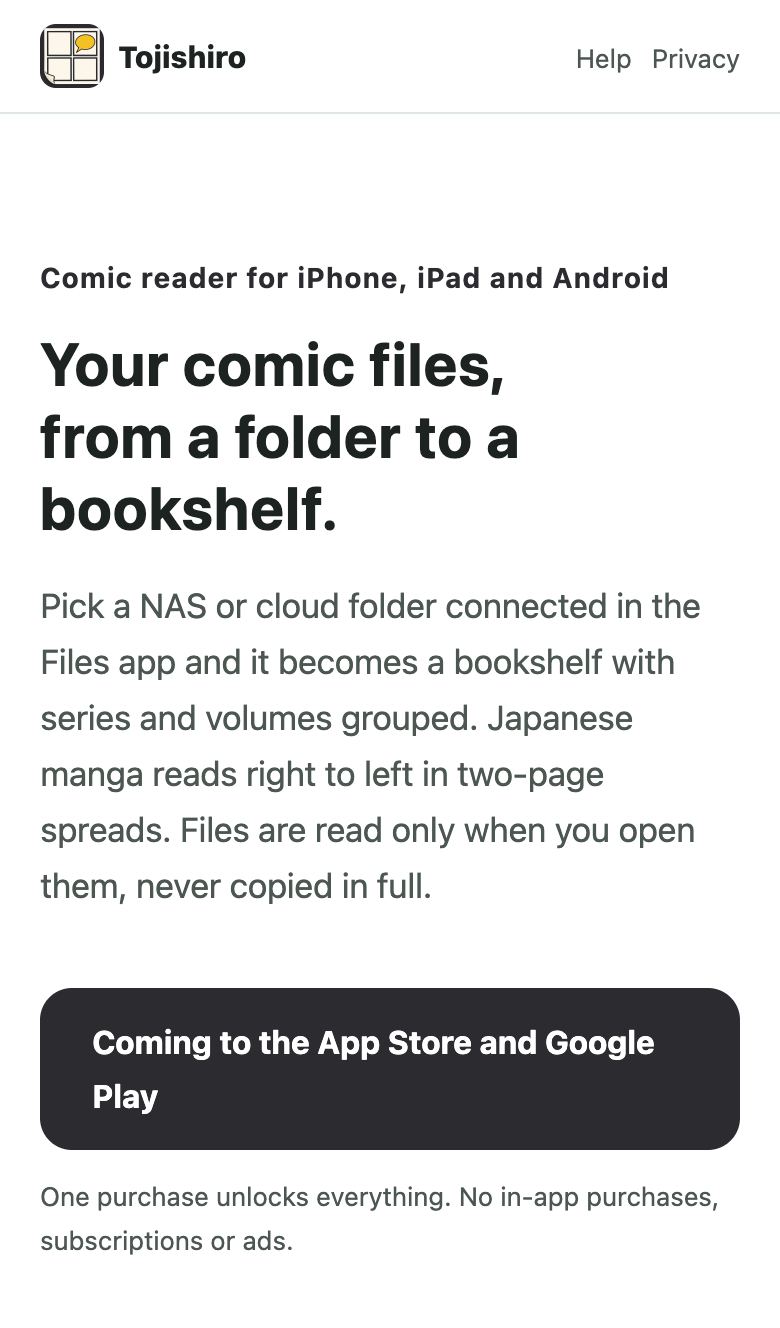 Tojishiro
Help Privacy
Comic reader for iPhone, iPad and Android
Your comic files,
from a folder to a
bookshelf.
Pick a NAS or cloud folder connected in the
Files app and it becomes a bookshelf with
series and volumes grouped. Japanese
manga reads right to left in two-page
spreads. Files are read only when you open
them, never copied in full.
Coming to the App Store and Google
Play
One purchase unlocks everything. No in-app purchases,
subscriptions or ads.